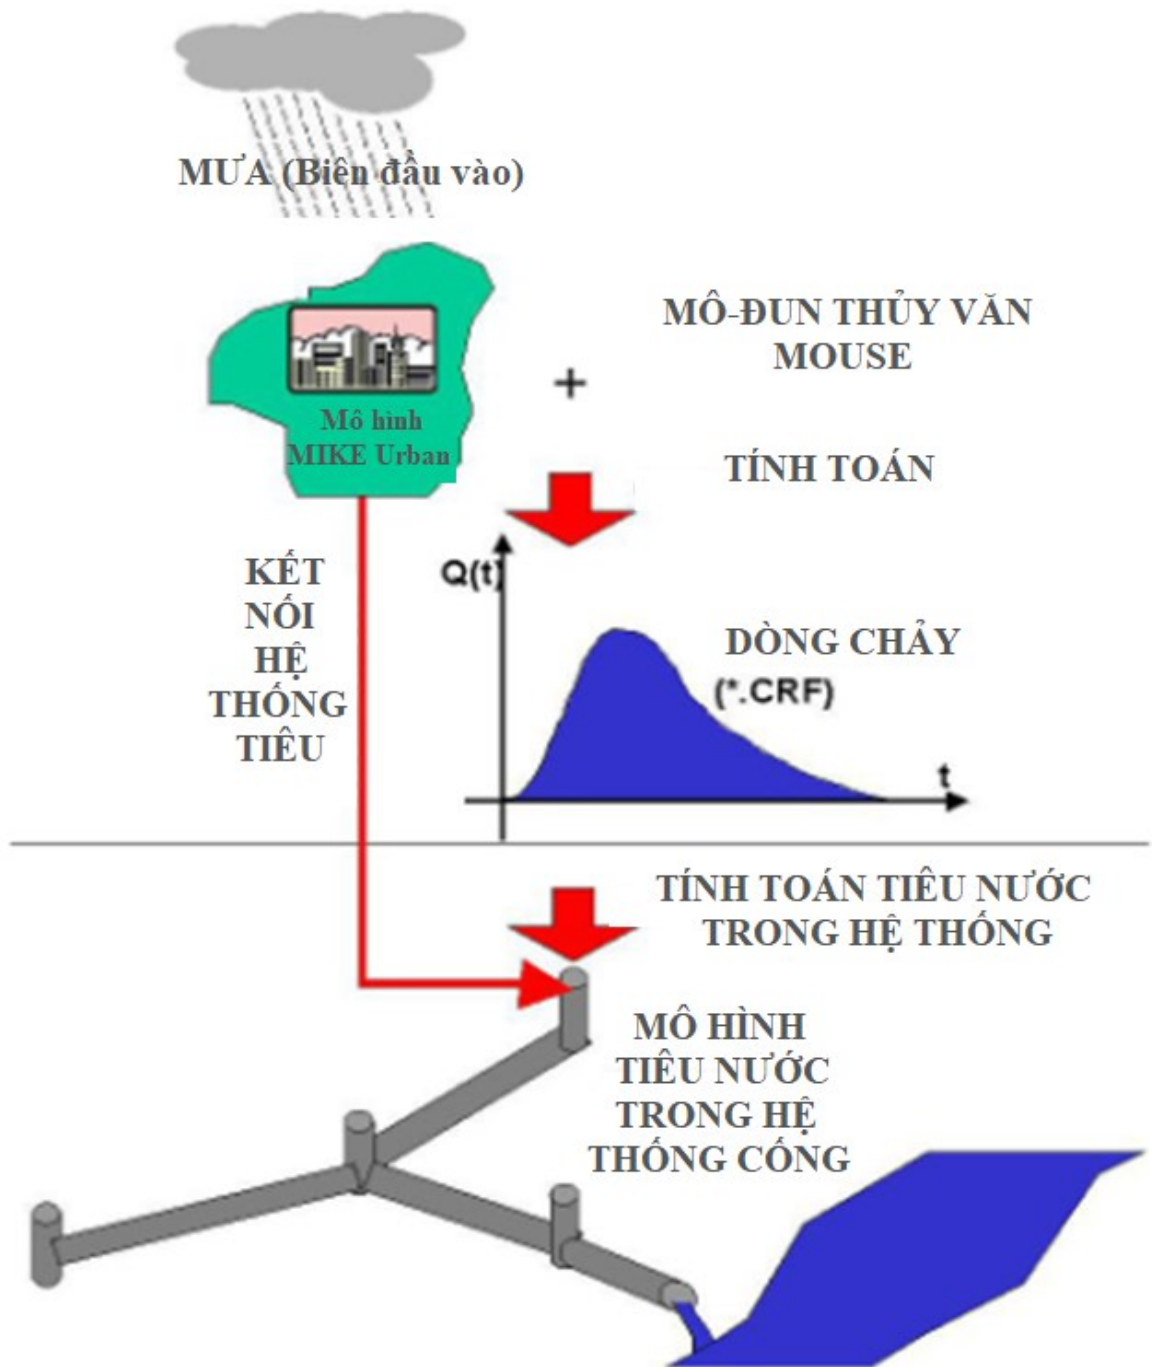 MƯA (Biên đầu vào)
Mô hình
MIKE Urban
+
MÔ-ĐUN THỦY VĂN
MOUSE
TÍNH TOÁN
KẾT
NỐI
HỆ
THỐNG
TIÊU
Q(t)
DÒNG CHẢY
(*.CRF)
t
TÍNH TOÁN TIÊU NƯỚC
TRONG HỆ THỐNG
MÔ HÌNH
TIÊU NƯỚC
TRONG HỆ
THỐNG CỐNG